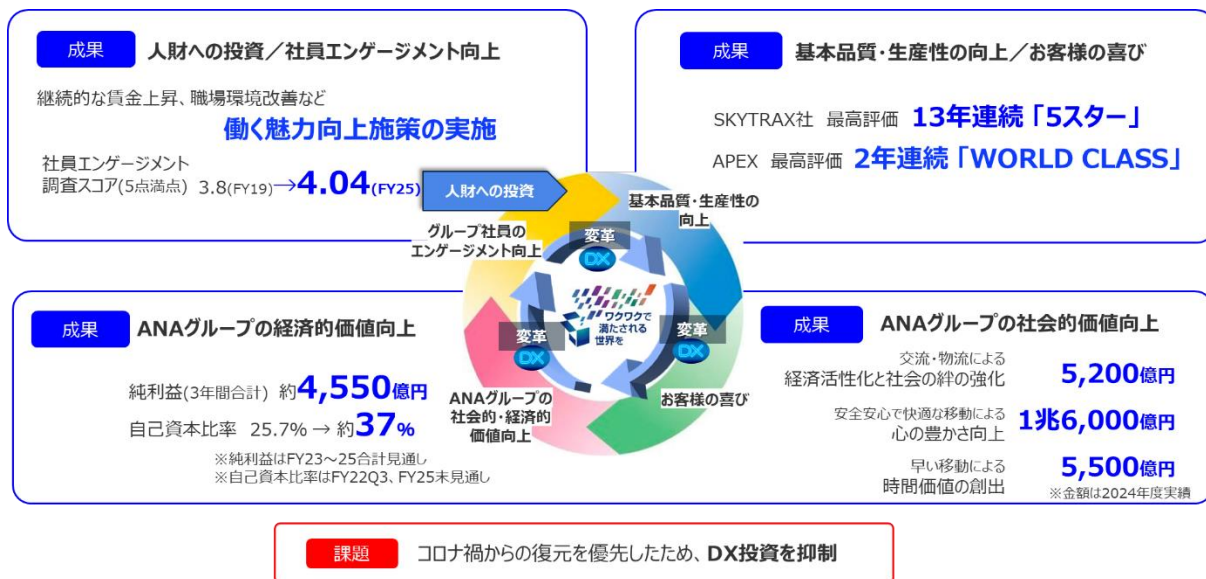 成果 人財への投資／社員エンゲージメント向上
継続的な賃金上昇、職場環境改善など
働く魅力向上施策の実施
社員エンゲージメント
調査スコア(5点満点) 3.8(FY19)→4.04(FY25)
成果 基本品質・生産性の向上／お客様の喜び
SKYTRAX社 最高評価 13年連続「5スター」
APEX 最高評価 2年連続「WORLD CLASS」
人財への投資
基本品質・生産性の
向上
グループ社員の
エンゲージメント向上
変革
DX
ワクワクで
満たされる
世界を
変革
DX
変革
DX
お客様の喜び
ANAグループの
社会的・経済的
価値向上
成果 ANAグループの経済的価値向上
純利益(3年間合計) 約4,550億円
自己資本比率 25.7% → 約37%
※純利益はFY23～25合計見通し
※自己資本比率はFY22Q3、FY25末見通し
成果 ANAグループの社会的価値向上
交流・物流による
経済活性化と社会の絆の強化 5,200億円
安全安心で快適な移動による
心の豊かさ向上 1兆6,000億円
早い移動による
時間価値の創出 5,500億円
※金額は2024年度実績
課題 コロナ禍からの復元を優先したため、DX投資を抑制